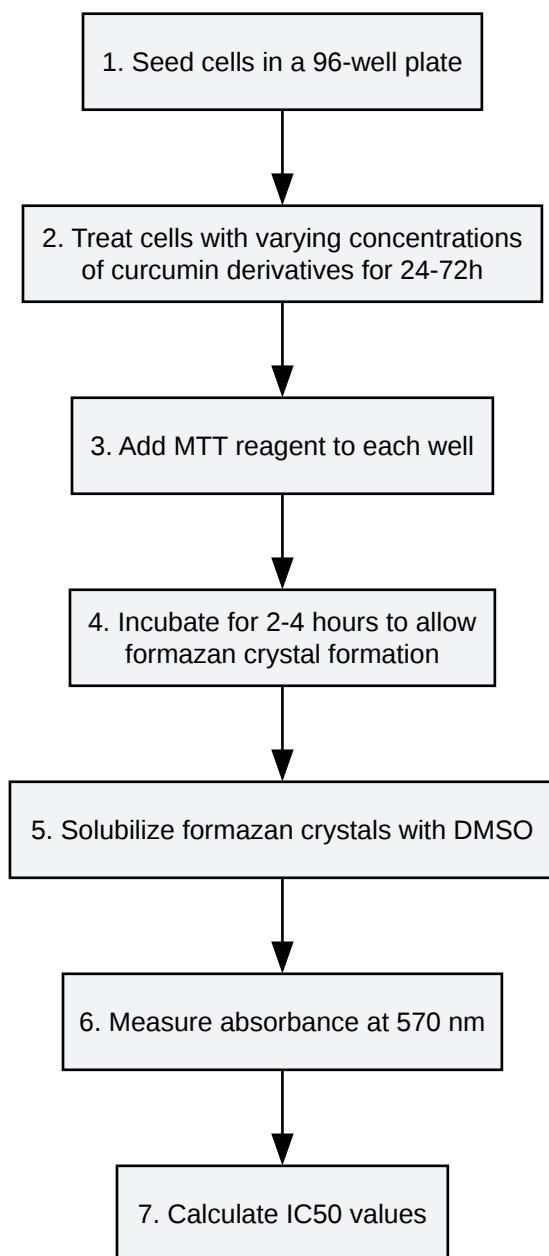 1. Seed cells in a 96-well plate
2. Treat cells with varying concentrations
of curcumin derivatives for 24-72h
3. Add MTT reagent to each well
4. Incubate for 2-4 hours to allow
formazan crystal formation
5. Solubilize formazan crystals with DMSO
6. Measure absorbance at 570 nm
7. Calculate IC50 values